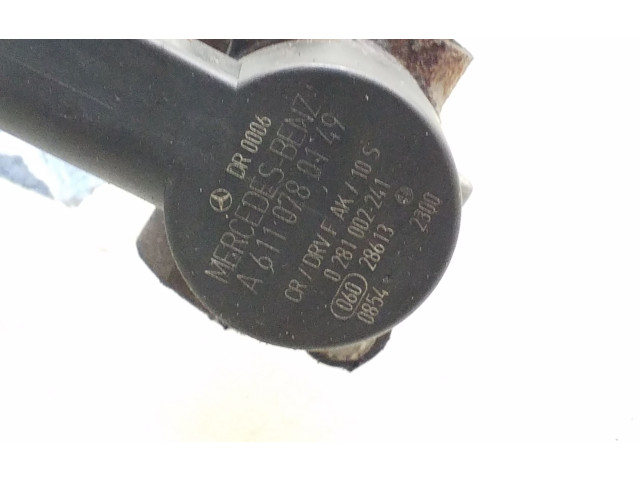 DR 0006
MERCEDES-BENZ
A 611 078 01 49
CR / DRV F AK / 10 S
0 281 002-241
060 28613
0854 2300